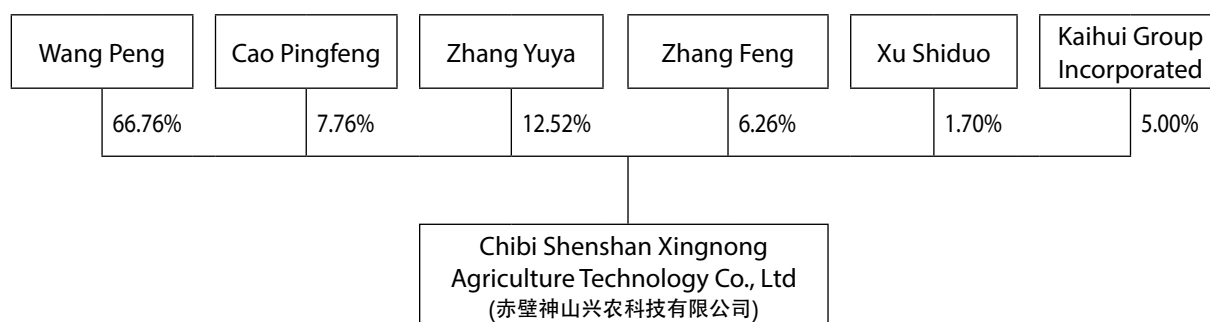 Wang Peng
Cao Pingfeng
Zhang Yuya
Zhang Feng
Xu Shiduo
Kaihui Group
Incorporated
66.76%
7.76%
12.52%
6.26%
1.70%
5.00%
Chibi Shenshan Xingnong
Agriculture Technology Co., Ltd
(赤壁神山兴农科技有限公司)